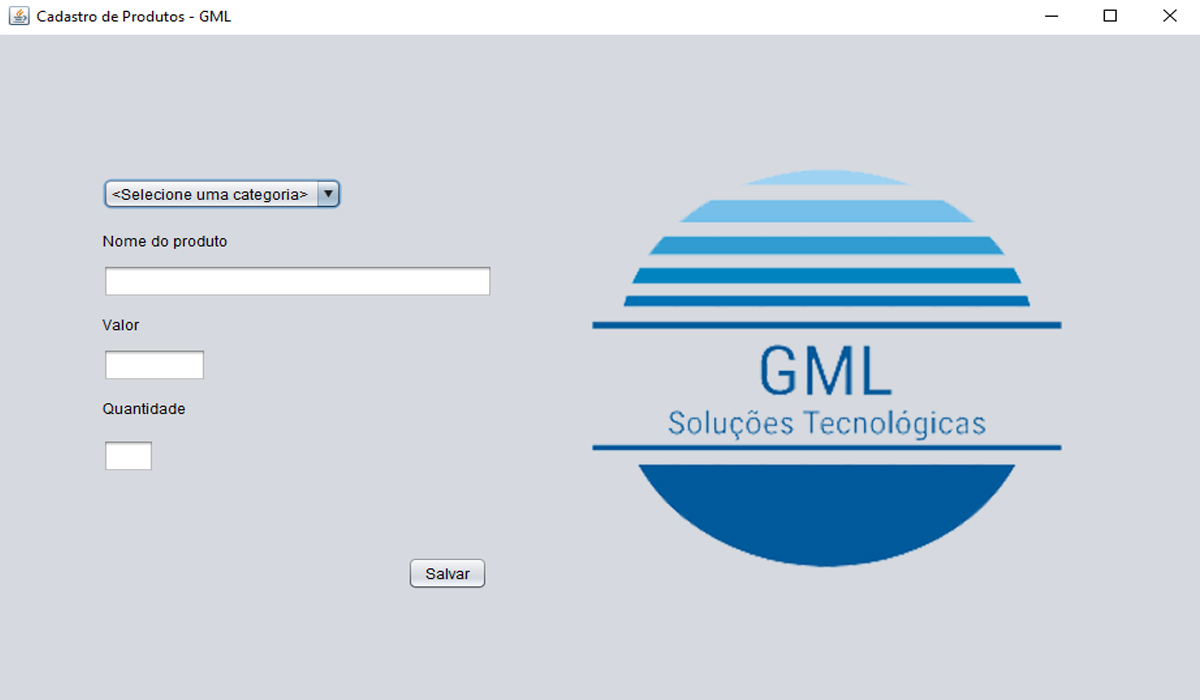 Cadastro de Produtos - GML
<Selecione uma categoria>
Nome do produto
Valor
Quantidade
Salvar
GML
Soluções Tecnológicas